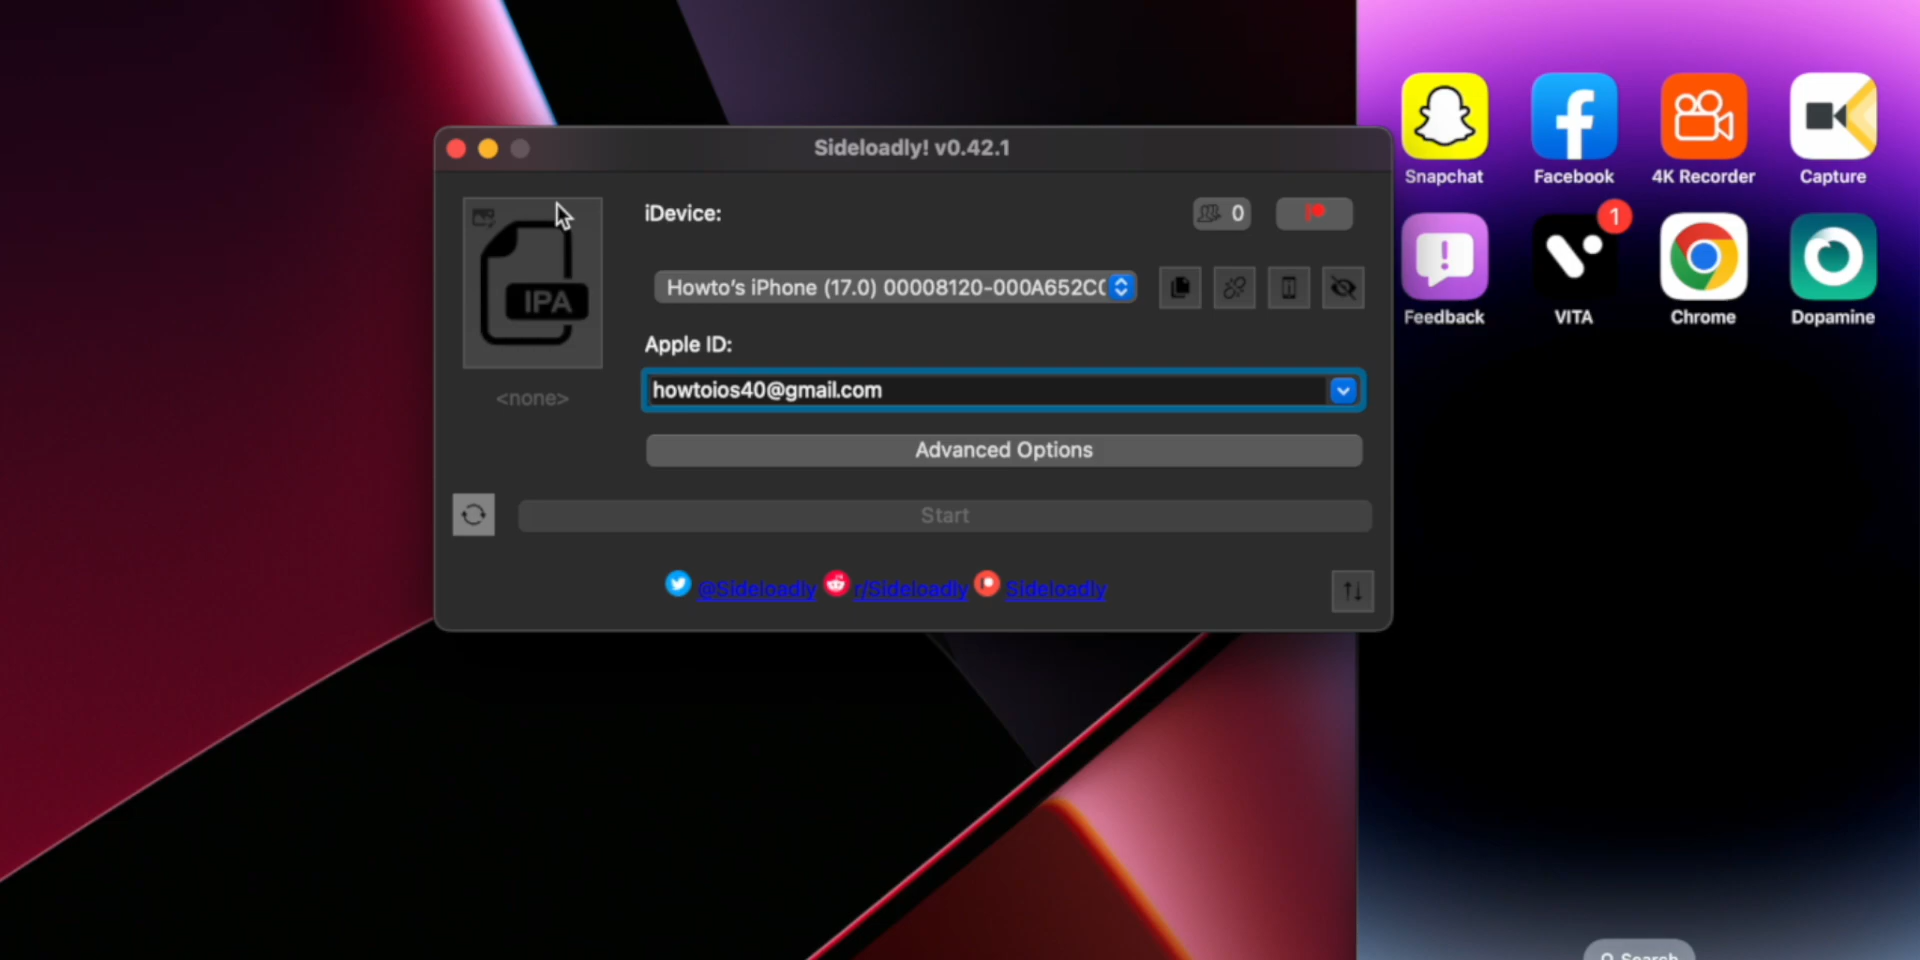 Sideloadly! v0.42.1
iDevice:
0
Howto's iPhone (17.0) 00008120-000A652C(
IPA
<none>
Apple ID:
howtoios40@gmail.com
Advanced Options
Start
@Sideloadly r/Sideloadly Sideloadly
Snapchat Facebook 4K Recorder Capture
1
Feedback VITA Chrome Dopamine
Search